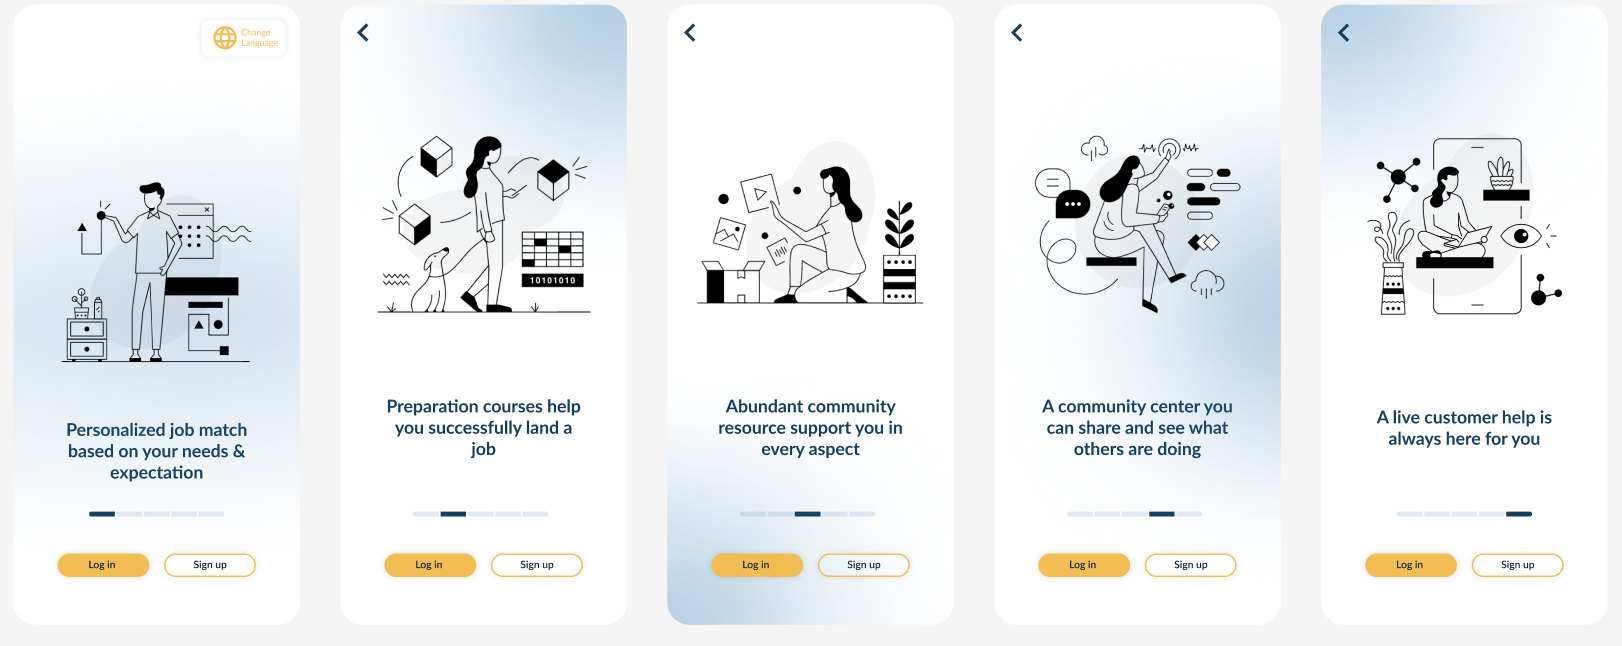 Change
Language
Personalized job match
based on your needs &
expectation
Log in
Sign up
10101010
Preparation courses help
you successfully land a
job
Log in
Sign up
Abundant community
resource support you in
every aspect
Log in
Sign up
A community center you
can share and see what
others are doing
Log in
Sign up
A live customer help is
always here for you
Log in
Sign up